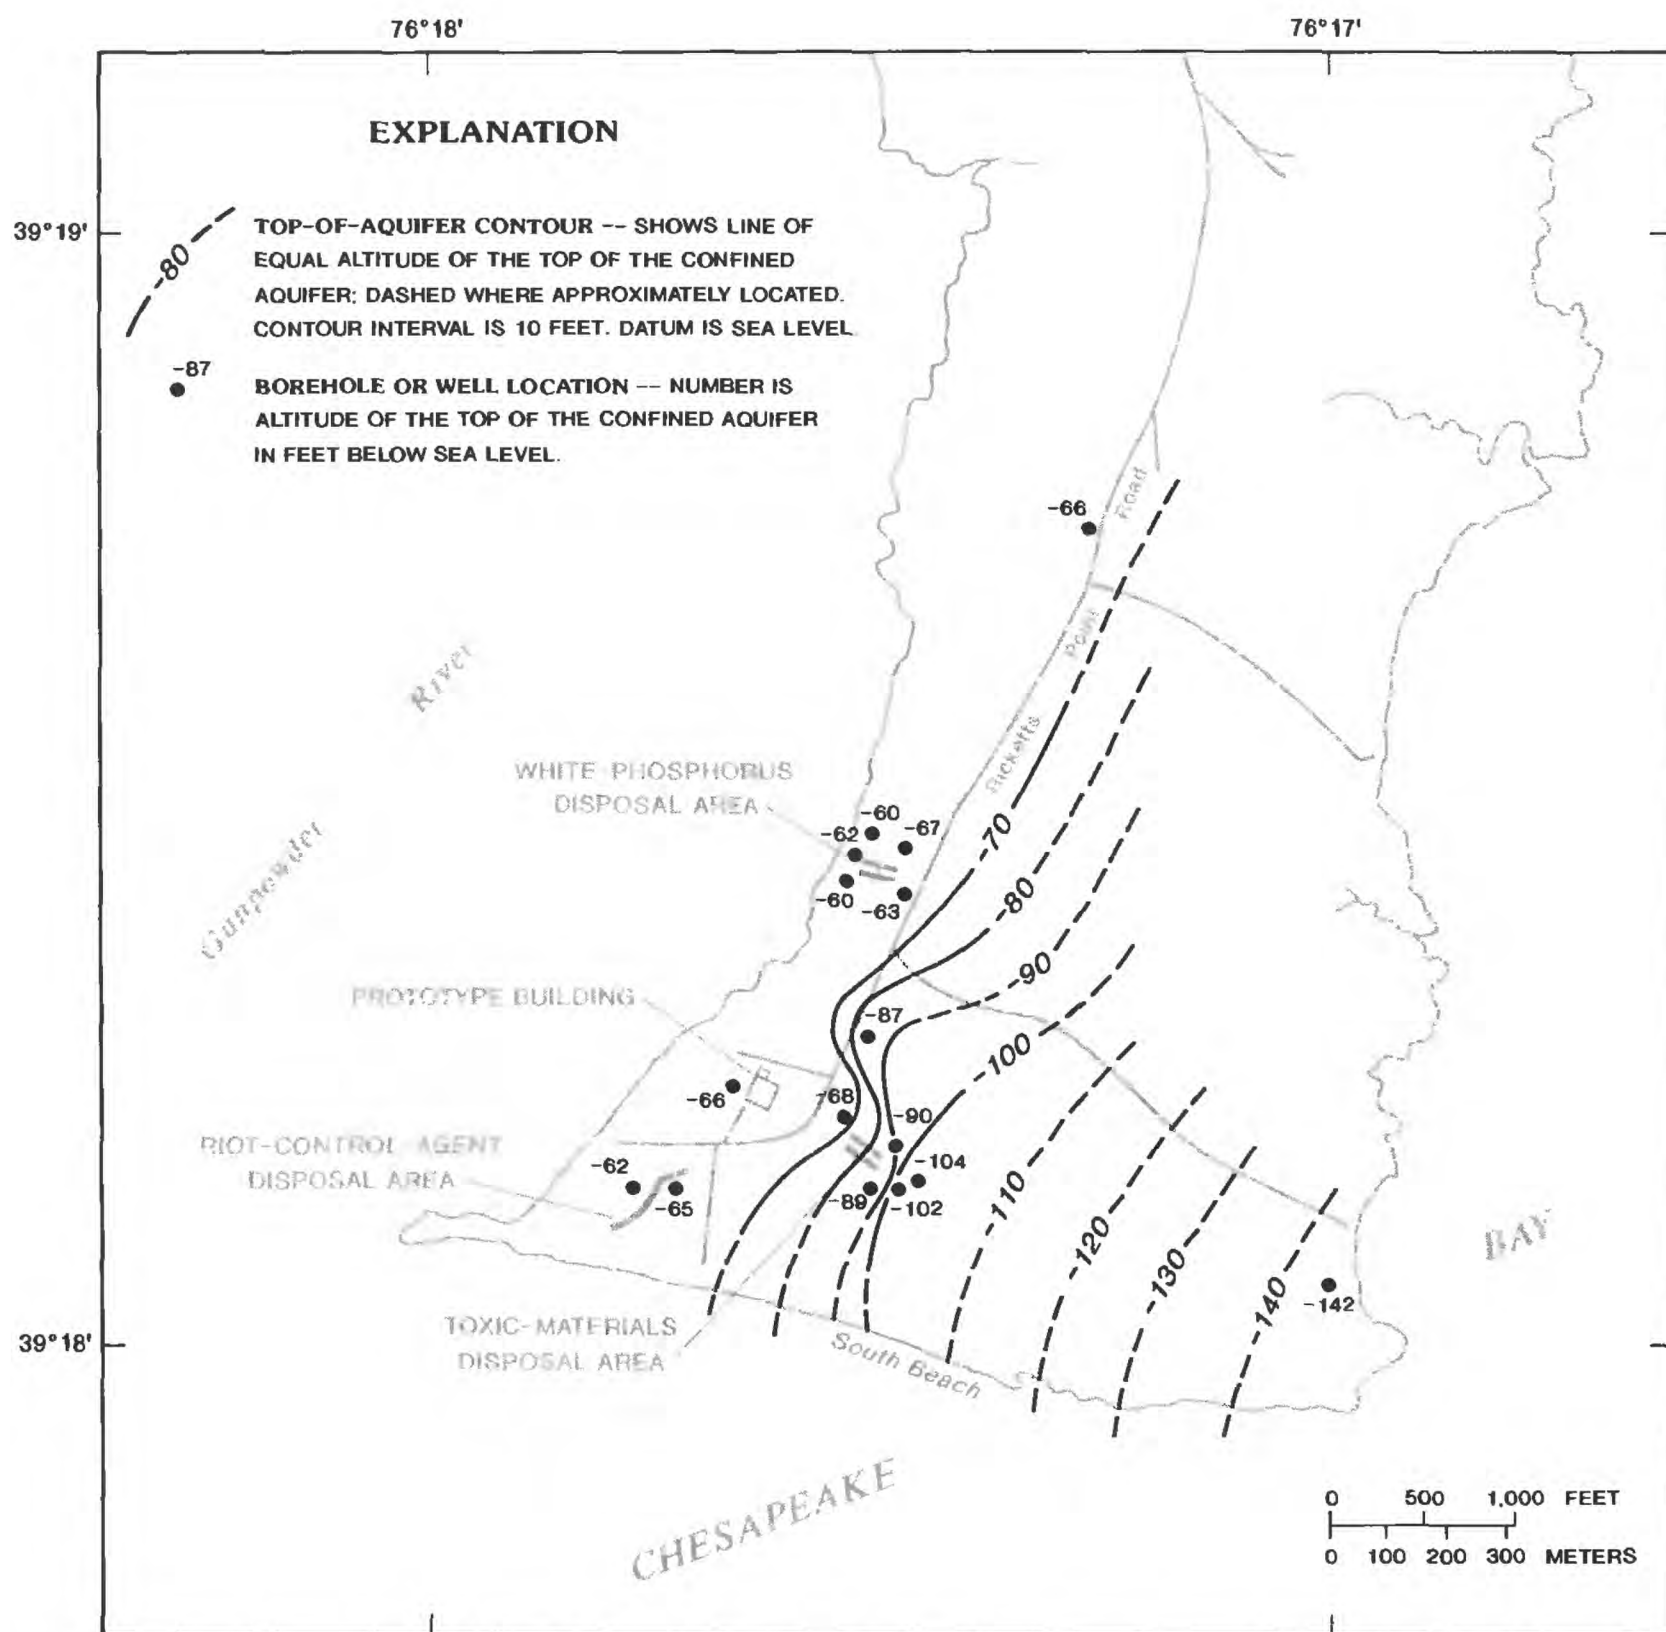 76°18'
76°17'
EXPLANATION
39°19'
-80
TOP-OF-AQUIFER CONTOUR -- SHOWS LINE OF
EQUAL ALTITUDE OF THE TOP OF THE CONFINED
AQUIFER; DASHED WHERE APPROXIMATELY LOCATED.
CONTOUR INTERVAL IS 10 FEET. DATUM IS SEA LEVEL
-87
BOREHOLE OR WELL LOCATION -- NUMBER IS
ALTITUDE OF THE TOP OF THE CONFINED AQUIFER
IN FEET BELOW SEA LEVEL.
-66
Ricketts Point Road
Gunpowder River
WHITE PHOSPHORUS
DISPOSAL AREA
-60
-62
-67
-60
-63
-70
-80
-90
-100
-110
-120
-130
-140
PROTOTYPE BUILDING
-87
-66
-68
-90
RIOT-CONTROL AGENT
DISPOSAL AREA
-62
-65
-104
-89
-102
-142
BAY
39°18'
TOXIC-MATERIALS
DISPOSAL AREA
South Beach
CHESAPEAKE
0 500 1,000 FEET
0 100 200 300 METERS